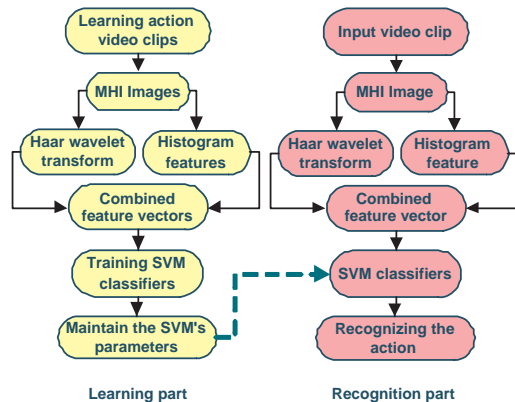 Learning action
video clips
MHI Images
Haar wavelet
transform
Histogram
features
Combined
feature vectors
Training SVM
classifiers
Maintain the SVM's
parameters
Learning part
Input video clip
MHI Image
Haar wavelet
transform
Histogram
feature
Combined
feature vector
SVM classifiers
Recognizing the
action
Recognition part